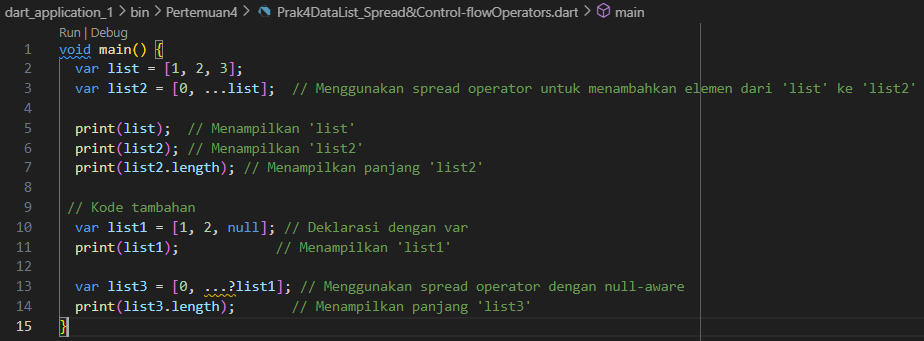 dart_application_1 > bin > Pertemuan4 > Prak4DataList_Spread&Control-flowOperators.dart > main
Run | Debug
1 void main() {
2 var list = [1, 2, 3];
3 var list2 = [0, ...list]; // Menggunakan spread operator untuk menambahkan elemen dari 'list' ke 'list2'
4
5 print(list); // Menampilkan 'list'
6 print(list2); // Menampilkan 'list2'
7 print(list2.length); // Menampilkan panjang 'list2'
8
9 // Kode tambahan
10 var list1 = [1, 2, null]; // Deklarasi dengan var
11 print(list1); // Menampilkan 'list1'
12
13 var list3 = [0, ...?list1]; // Menggunakan spread operator dengan null-aware
14 print(list3.length); // Menampilkan panjang 'list3'
15 }